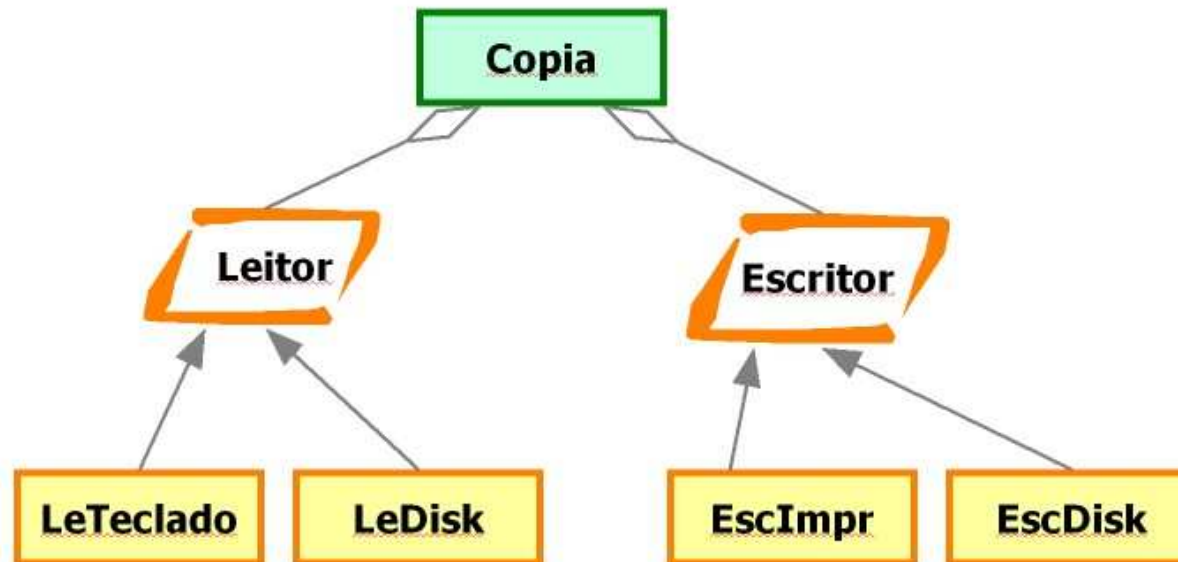 Copia
Leitor
Escritor
LeTeclado
LeDisk
EscImpr
EscDisk